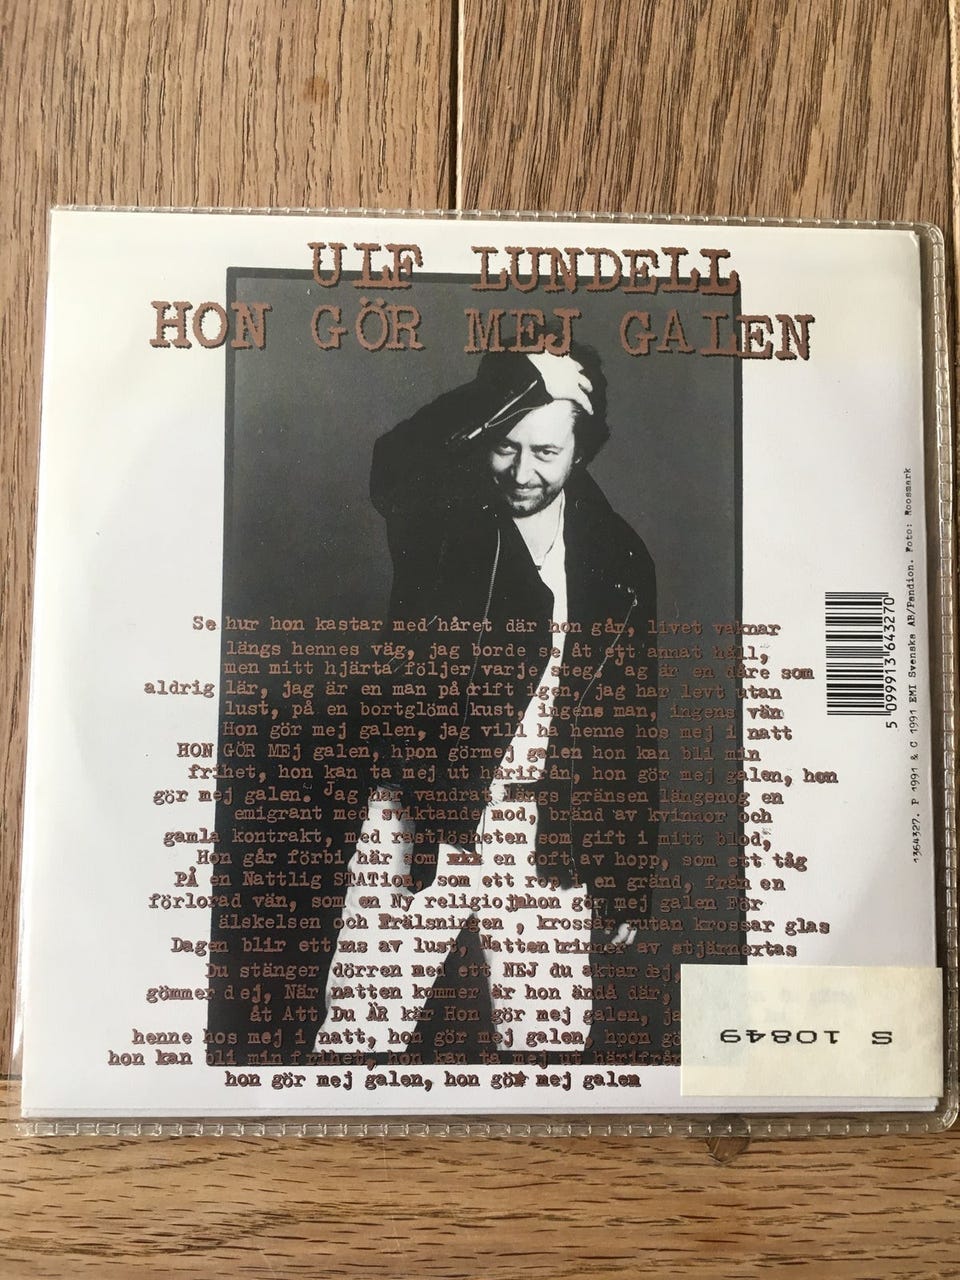 ULF LUNDELL
HON GÖR MEJ GALEN
Se hur hon kastar med håret där hon går, livet vaknar
längs hennes väg, jag borde se åt ett annat håll,
men mitt hjärta följer varje steg, ag är en dåre som
aldrig lär, jag är en man på drift igen, jag har levt utan
lust, på en bortglömd kust, ingens man, ingens vän
Hon gör mej galen, jag vill ha henne hos mej i natt
HON GÖR MEj galen, hpon görmej galen hon kan bli min
frihet, hon kan ta mej ut härifrån, hon gör mej galen, hon
gör mej galen. Jag har vandrat längs gränsen längenog en
emigrant med sviktande mod, bränd av kvinnor och
gamla kontrakt, med rastlösheten som gift i mitt blod,
Hon går förbi här som en doft av hopp, som ett tåg
PÅ en Nattlig STATion, som ett rop i en gränd, från en
förlorad vän, som en Ny religion hon gör mej galen För
älskelsen och Frälsningen , krossar rutan krossar glas
Dagen blir ett ms av lust, Natten brinner av stjärnextas
Du stänger dörren med ett NEJ du aktar dej,
gömmer dej, När natten kommer är hon ändå där,
åt Att Du ÄR kär Hon gör mej galen, ja
henne hos mej i natt, hon gör mej galen, hpon gö
hon kan bli min frihet, hon kan ta mej ut härifrån
hon gör mej galen, hon gör mej galen
5 099913 643270
1364327. P 1991 & C 1991 EMI Svenska AB/Pandion. Foto: Roosmark
S 10849